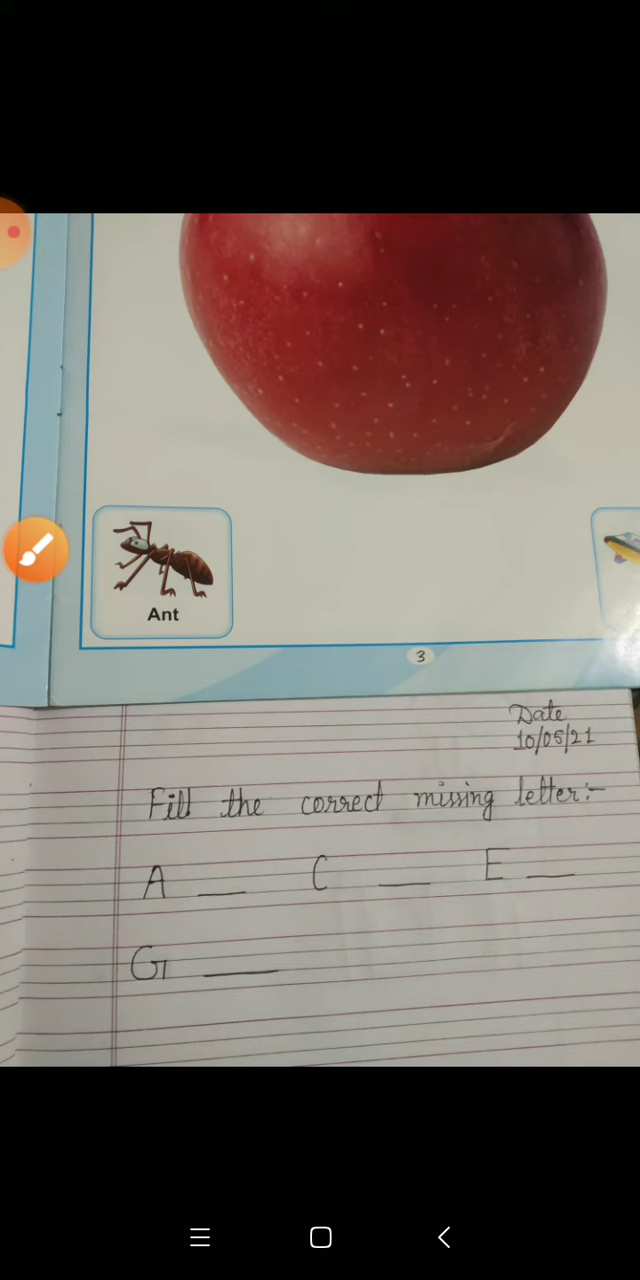 Ant
3
Date
10/05/21
Fill the correct missing letter:-
A __ C __ E __
G __